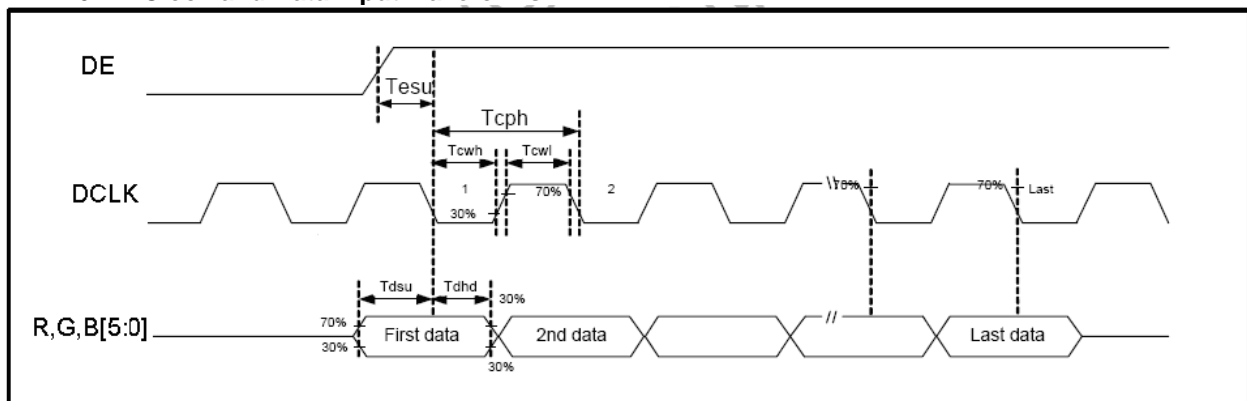 DE
Tesu
Tcph
Tcwh
Tcwl
DCLK
1
70%
2
30%
70%
70%
Last
Tdsu
Tdhd
30%
R,G,B[5:0]
70%
30%
First data
2nd data
//
Last data
30%